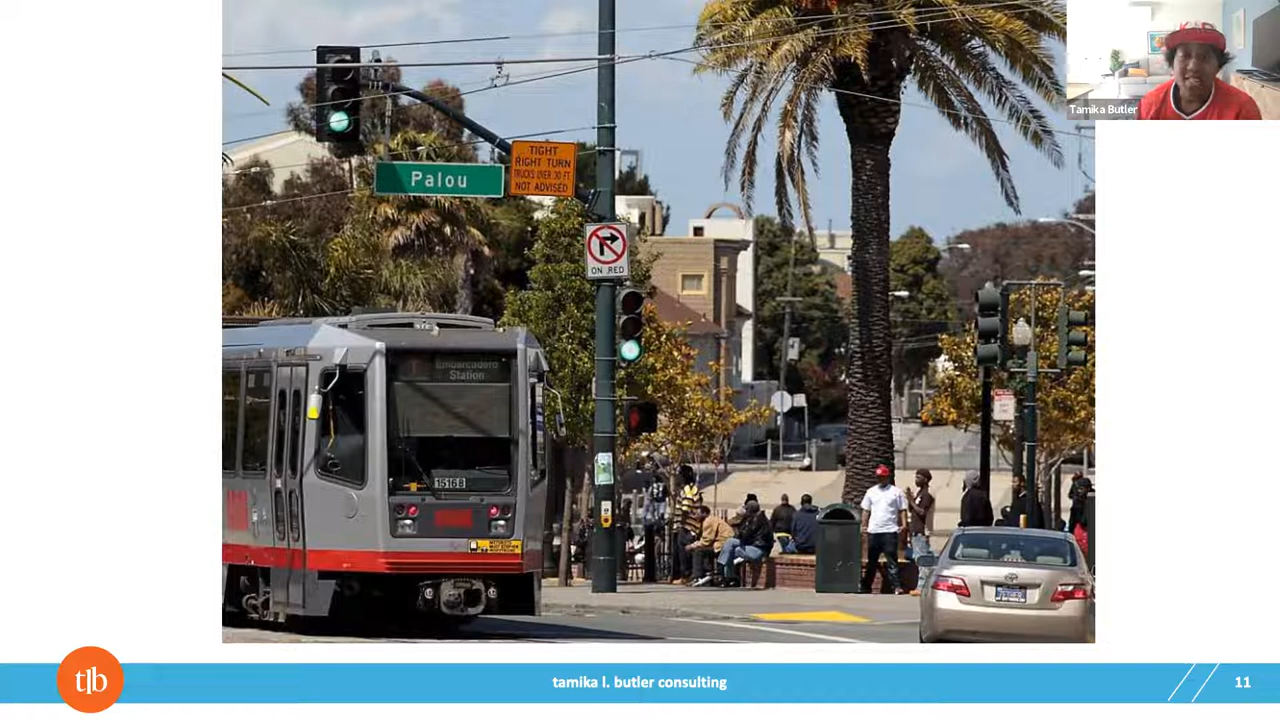 Tamika Butler
Palou
TIGHT
RIGHT TURN
TRUCKS OVER 30 FT
NOT ADVISED
ON RED
Embarcadero
Station
1516B
tlb
tamika l. butler consulting
11